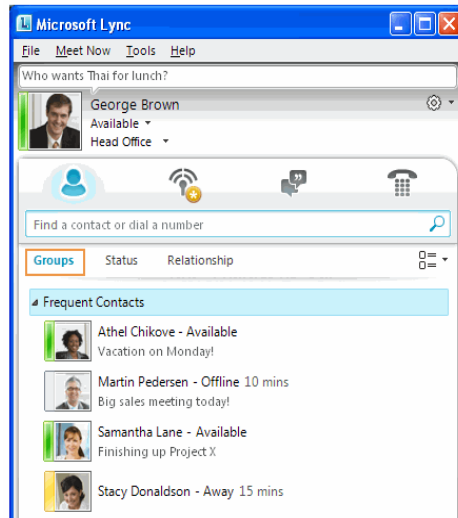 Microsoft Lync
File Meet Now Tools Help
Who wants Thai for lunch?
George Brown
Available
Head Office
Find a contact or dial a number
Groups Status Relationship
Frequent Contacts
Athel Chikove - Available
Vacation on Monday!
Martin Pedersen - Offline 10 mins
Big sales meeting today!
Samantha Lane - Available
Finishing up Project X
Stacy Donaldson - Away 15 mins